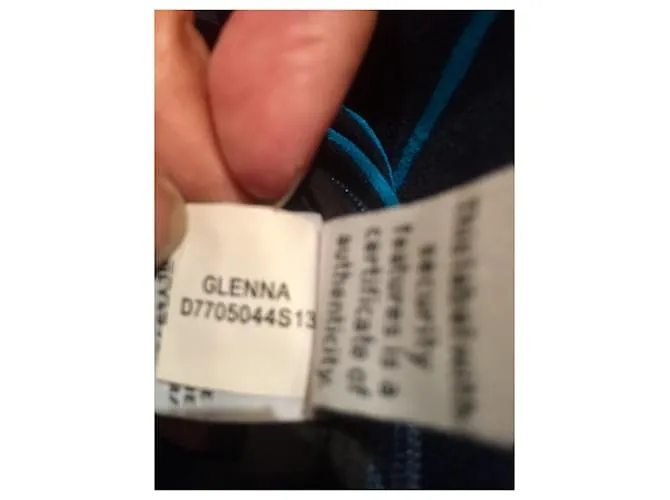 GLENNA
D7705044S13
This label with
security
features is a
certificate of
authenticity.